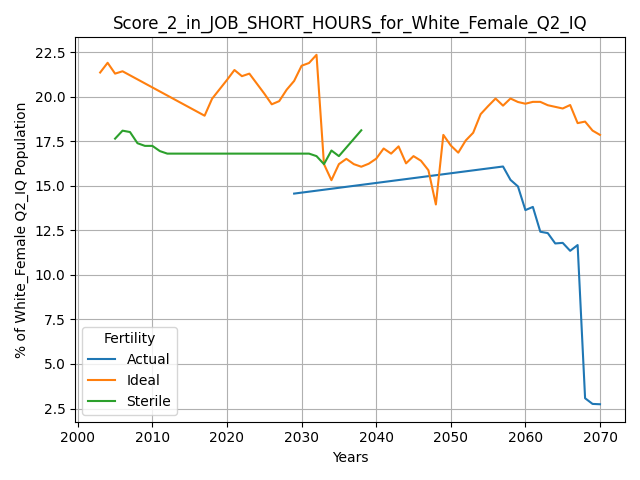 Score_2_in_JOB_SHORT_HOURS_for_White_Female_Q2_IQ
% of White_Female Q2_IQ Population
22.5
20.0
17.5
15.0
12.5
10.0
7.5
5.0
2.5
Fertility
Actual
Ideal
Sterile
2000 2010 2020 2030 2040 2050 2060 2070
Years